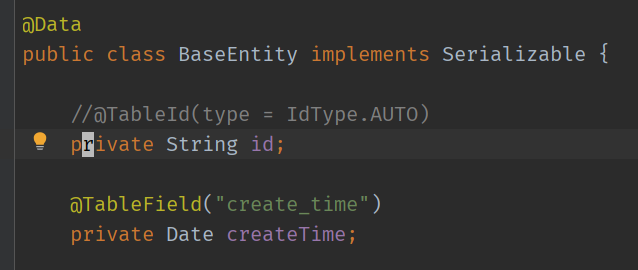 @Data
public class BaseEntity implements Serializable {
//@TableId(type = IdType.AUTO)
private String id;
@TableField("create_time")
private Date createTime;